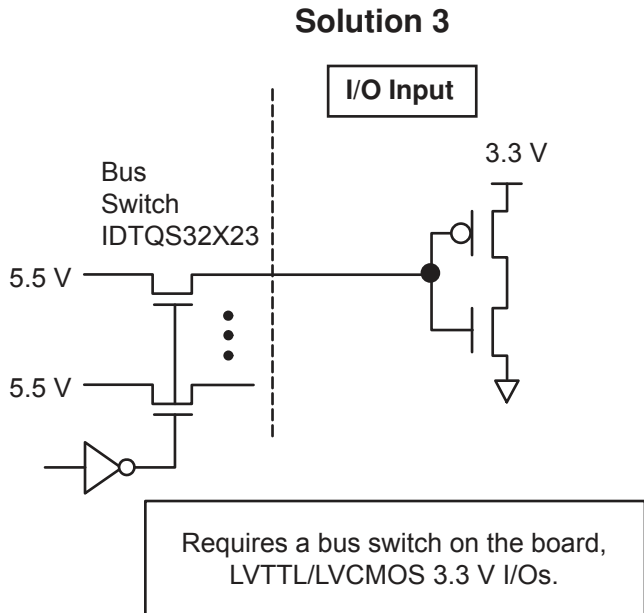 Solution 3
I/O Input
3.3 V
Bus
Switch
IDTQS32X23
5.5 V
5.5 V
Requires a bus switch on the board,
LVTTL/LVCMOS 3.3 V I/Os.